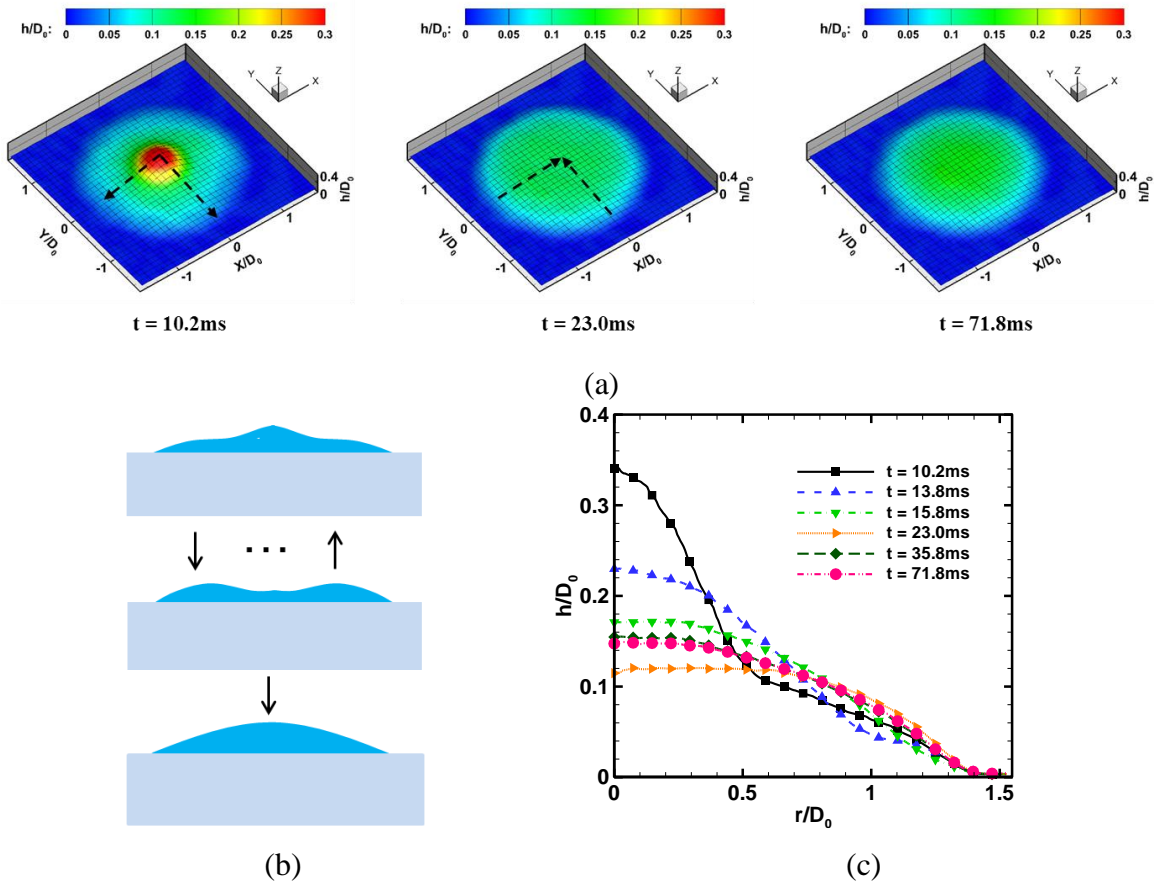 h/D₀: 0 0.05 0.1 0.15 0.2 0.25 0.3
h/D₀: 0 0.05 0.1 0.15 0.2 0.25 0.3
h/D₀: 0 0.05 0.1 0.15 0.2 0.25 0.3
Y Z X
Y Z X
Y Z X
1 0 -1 Y/D₀ -1 0 1 X/D₀ 0.4 0 h/D₀
1 0 -1 Y/D₀ -1 0 1 X/D₀ 0.4 0 h/D₀
1 0 -1 Y/D₀ -1 0 1 X/D₀ 0.4 0 h/D₀
t = 10.2ms
t = 23.0ms
t = 71.8ms
(a)
...
(b)
0.4
0.3
0.2
0.1
0
h/D₀
t = 10.2ms
t = 13.8ms
t = 15.8ms
t = 23.0ms
t = 35.8ms
t = 71.8ms
0 0.5 1 1.5
r/D₀
(c)